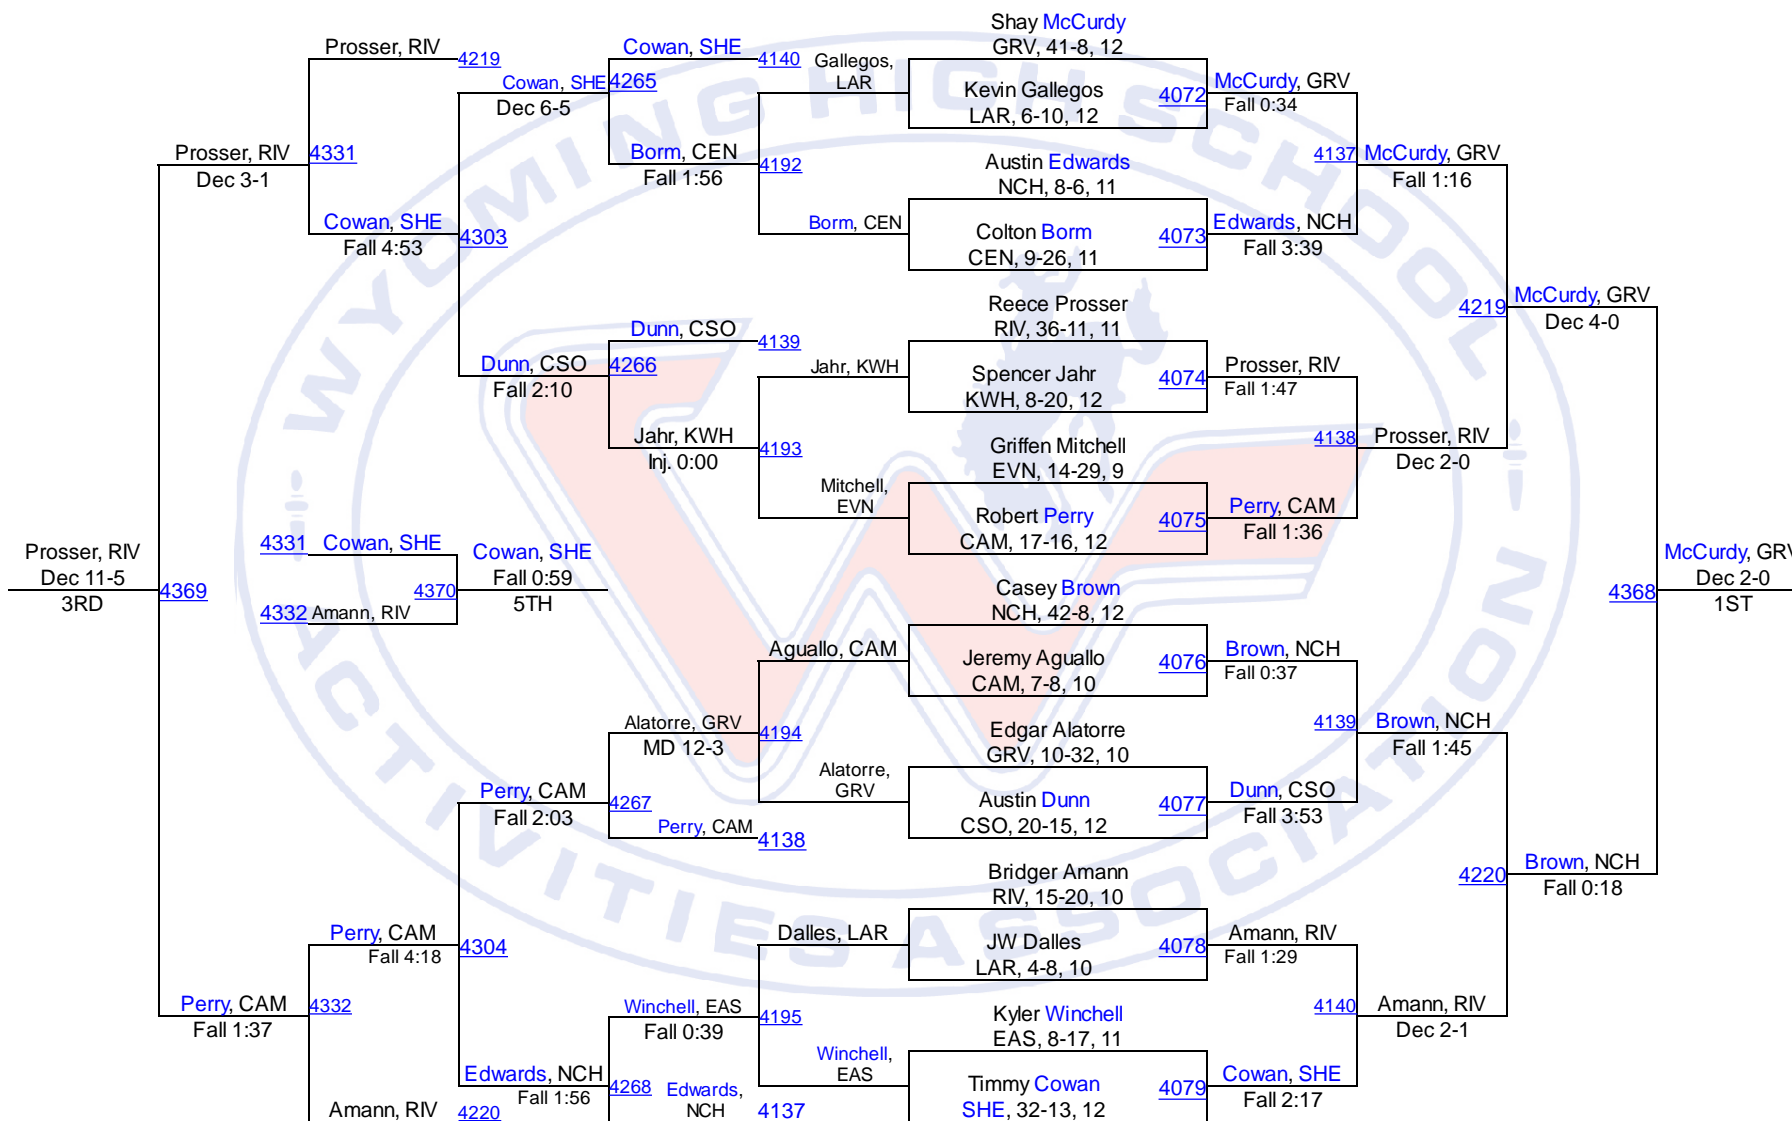 WYOMING HIGH SCHOOL
ACTIVITIES ASSOCIATION
Shay McCurdy
GRV, 41-8, 12
Kevin Gallegos
LAR, 6-10, 12
4072
Austin Edwards
NCH, 8-6, 11
Colton Borm
CEN, 9-26, 11
4073
Reece Prosser
RIV, 36-11, 11
Spencer Jahr
KWH, 8-20, 12
4074
Griffen Mitchell
EVN, 14-29, 9
Robert Perry
CAM, 17-16, 12
4075
Casey Brown
NCH, 42-8, 12
Jeremy Aguallo
CAM, 7-8, 10
4076
Edgar Alatorre
GRV, 10-32, 10
Austin Dunn
CSO, 20-15, 12
4077
Bridger Amann
RIV, 15-20, 10
JW Dalles
LAR, 4-8, 10
4078
Kyler Winchell
EAS, 8-17, 11
Timmy Cowan
SHE, 32-13, 12
4079
McCurdy, GRV
Fall 0:34
4137
Edwards, NCH
Fall 3:39
Prosser, RIV
Fall 1:47
4138
Perry, CAM
Fall 1:36
Brown, NCH
Fall 0:37
4139
Dunn, CSO
Fall 3:53
Amann, RIV
Fall 1:29
4140
Cowan, SHE
Fall 2:17
McCurdy, GRV
Fall 1:16
4219
Prosser, RIV
Dec 2-0
Brown, NCH
Fall 1:45
4220
Amann, RIV
Dec 2-1
McCurdy, GRV
Dec 4-0
4368
Brown, NCH
Fall 0:18
McCurdy, GRV
Dec 2-0
1ST
Gallegos,
LAR
4192
Borm, CEN
Jahr, KWH
4193
Mitchell,
EVN
Aguallo, CAM
4194
Alatorre,
GRV
Dalles, LAR
4195
Winchell,
EAS
Cowan, SHE
4140
4265
Borm, CEN
Fall 1:56
Dunn, CSO
4139
4266
Jahr, KWH
Inj. 0:00
Alatorre, GRV
MD 12-3
4267
Perry, CAM
4138
Winchell, EAS
Fall 0:39
4268
Edwards,
NCH
4137
Cowan, SHE
Dec 6-5
4303
Dunn, CSO
Fall 2:10
Perry, CAM
Fall 2:03
4304
Edwards, NCH
Fall 1:56
Prosser, RIV
4219
4331
Cowan, SHE
Fall 4:53
Perry, CAM
Fall 4:18
4332
Amann, RIV
4220
Prosser, RIV
Dec 3-1
4369
Perry, CAM
Fall 1:37
Prosser, RIV
Dec 11-5
3RD
4331 Cowan, SHE
4370
4332 Amann, RIV
Cowan, SHE
Fall 0:59
5TH